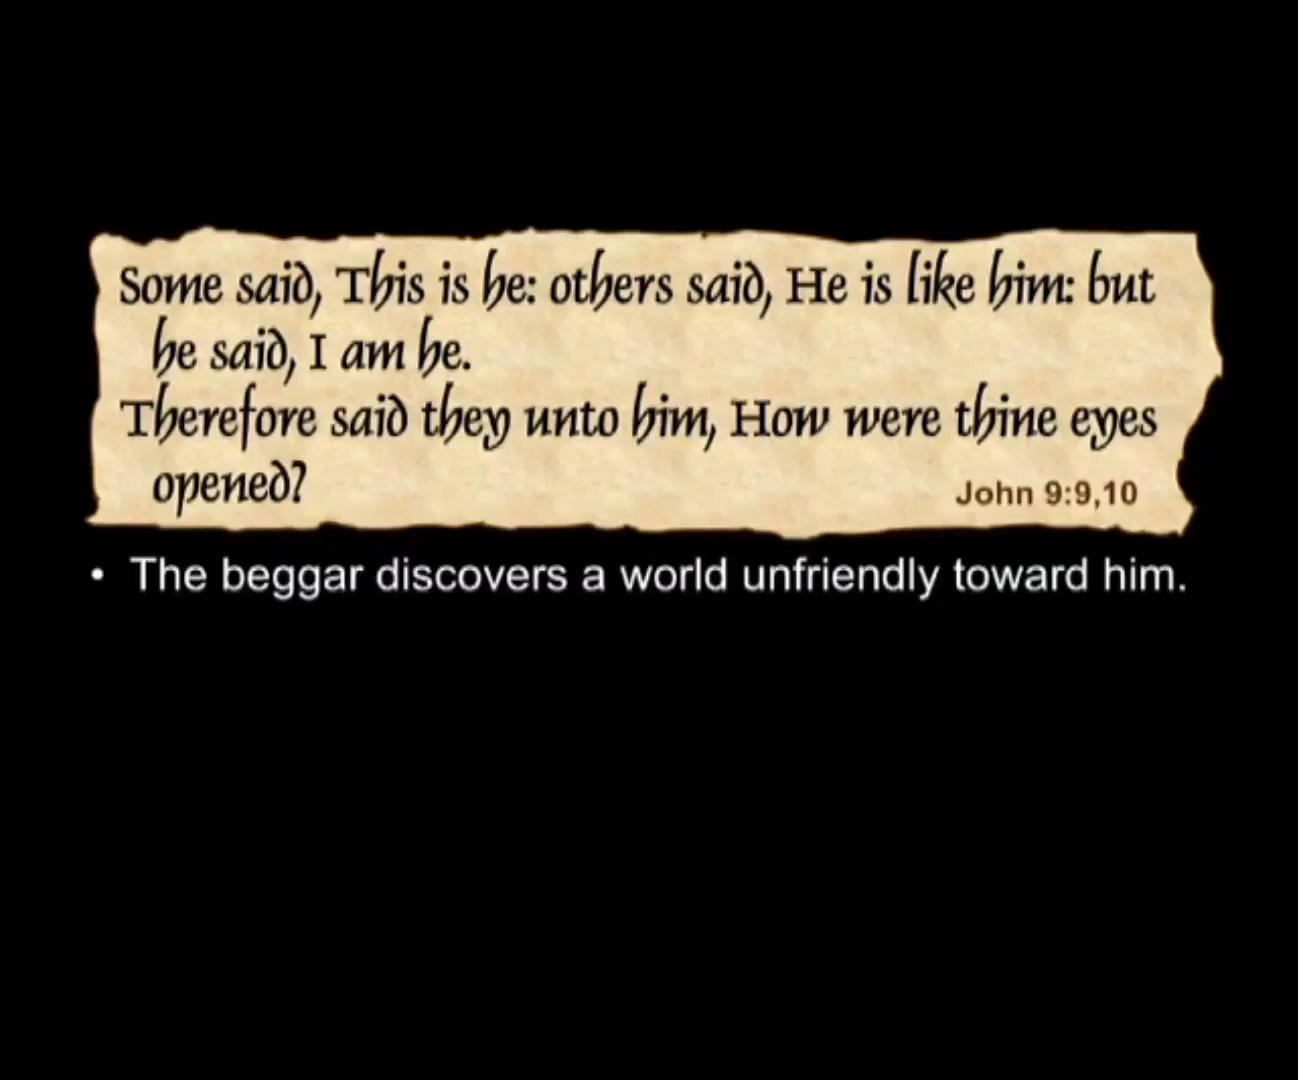 Some said, This is he: others said, He is like him: but
he said, I am he.
Therefore said they unto him, How were thine eyes
opened?
John 9:9,10
• The beggar discovers a world unfriendly toward him.